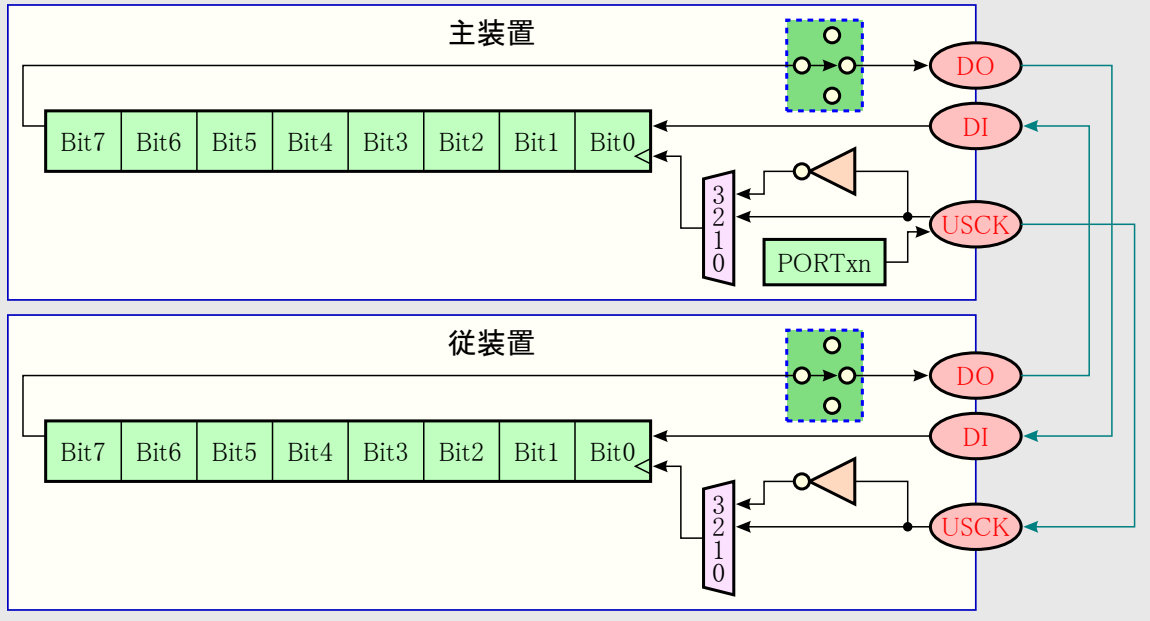 主装置
DO
Bit7 Bit6 Bit5 Bit4 Bit3 Bit2 Bit1 Bit0
DI
3
2
1
0
USCK
PORTxn
従装置
DO
Bit7 Bit6 Bit5 Bit4 Bit3 Bit2 Bit1 Bit0
DI
3
2
1
0
USCK